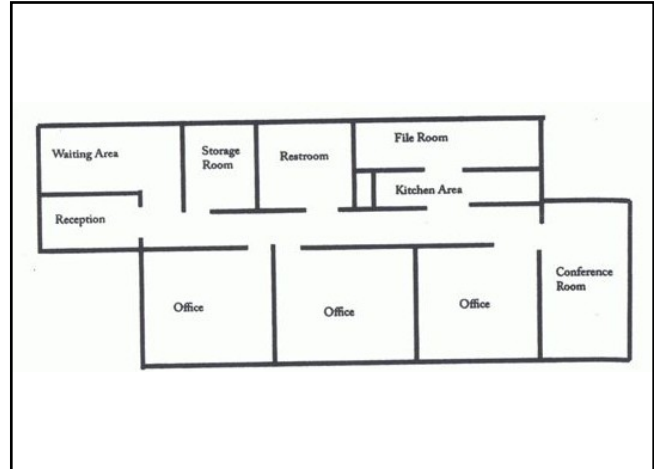 Waiting Area
Storage
Room
Restroom
File Room
Kitchen Area
Reception
Office
Office
Office
Conference
Room